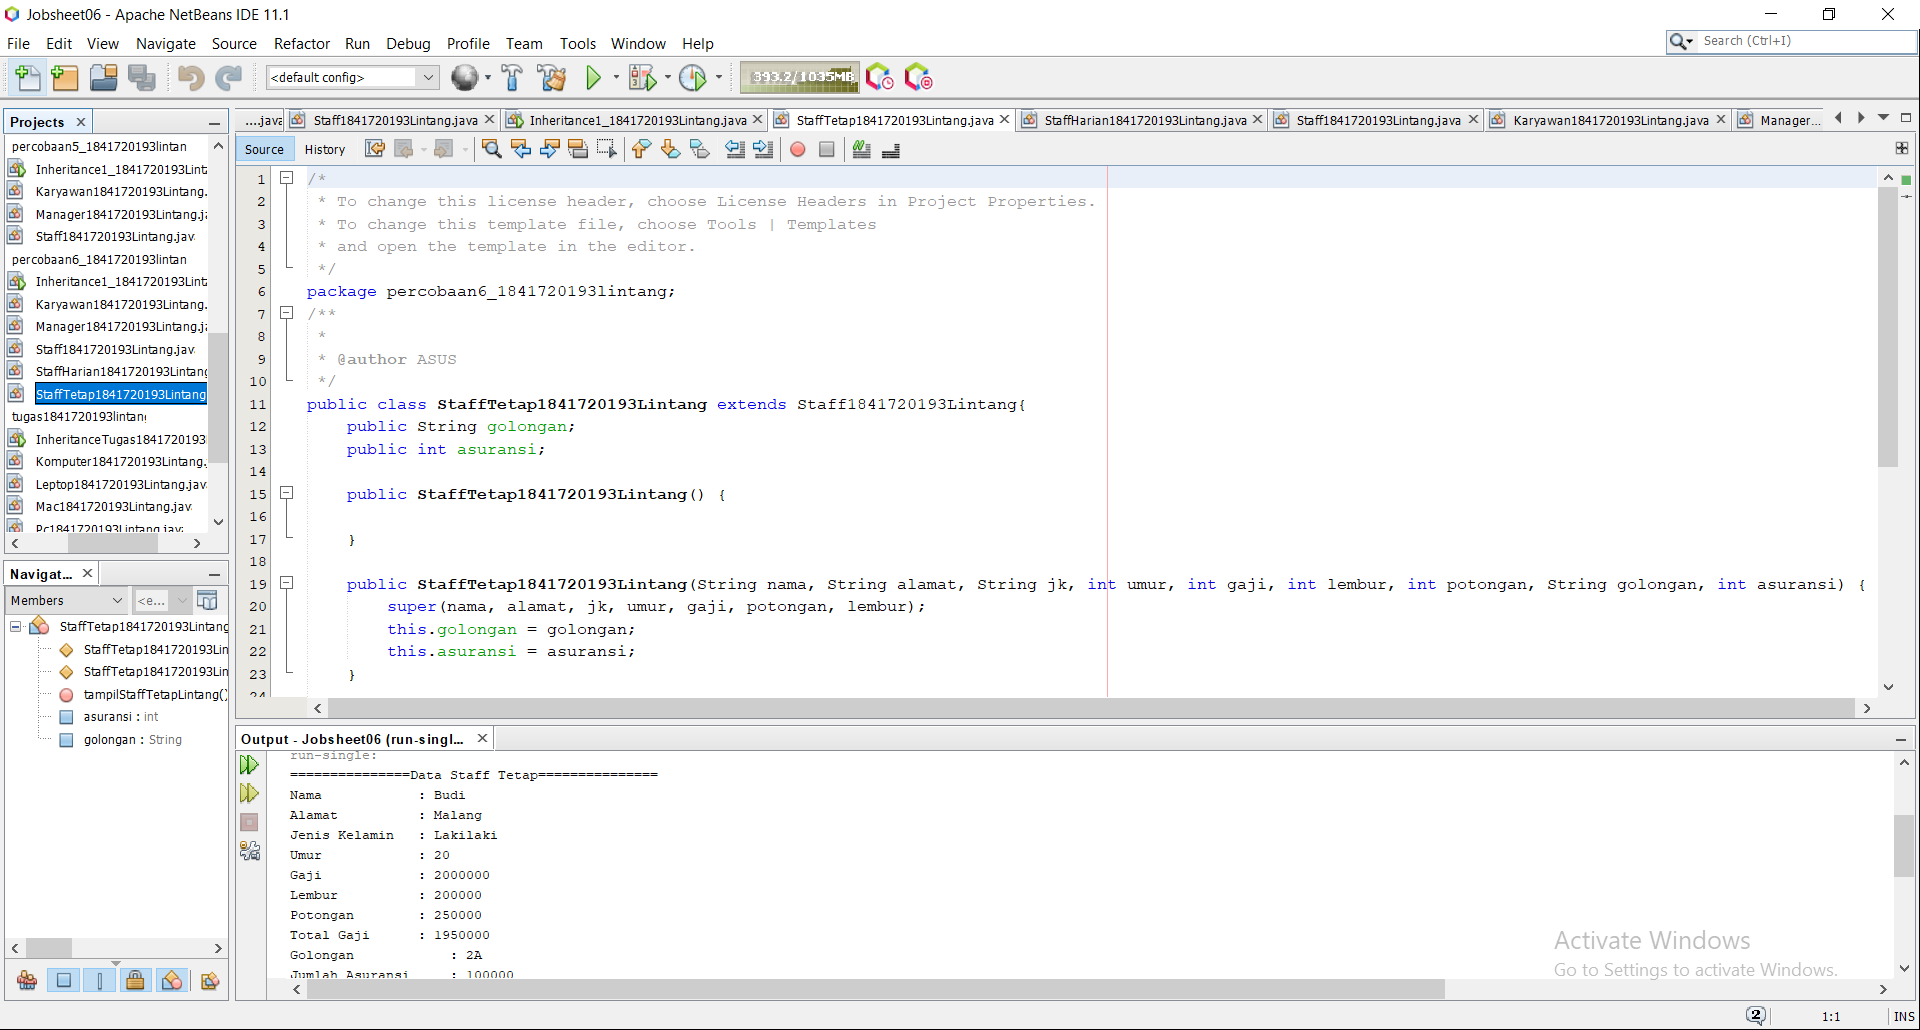 Jobsheet06 - Apache NetBeans IDE 11.1
File Edit View Navigate Source Refactor Run Debug Profile Team Tools Window Help
Search (Ctrl+I)
<default config>
393.2/1035MB
Projects
percobaan5_1841720193lintan
Inheritance1_1841720193Lint
Karyawan1841720193Lintang.
Manager1841720193Lintang.j
Staff1841720193Lintang.jav
percobaan6_1841720193lintan
Inheritance1_1841720193Lint
Karyawan1841720193Lintang.
Manager1841720193Lintang.j
Staff1841720193Lintang.jav
StaffHarian1841720193Lintang
StaffTetap1841720193Lintang
tugas1841720193lintang
InheritanceTugas1841720193
Komputer1841720193Lintang.
Leptop1841720193Lintang.jav
Mac1841720193Lintang.jav
Pc1841720193Lintang.jav
Navigat...
Members
<e...
StaffTetap1841720193Lintang
StaffTetap1841720193Lin
StaffTetap1841720193Lin
tampilStaffTetapLintang()
asuransi : int
golongan : String
....java Staff1841720193Lintang.java Inheritance1_1841720193Lintang.java StaffTetap1841720193Lintang.java StaffHarian1841720193Lintang.java Staff1841720193Lintang.java Karyawan1841720193Lintang.java Manager...
Source History
1 /*
2 * To change this license header, choose License Headers in Project Properties.
3 * To change this template file, choose Tools | Templates
4 * and open the template in the editor.
5 */
6 package percobaan6_1841720193lintang;
7 /**
8 *
9 * @author ASUS
10 */
11 public class StaffTetap1841720193Lintang extends Staff1841720193Lintang{
12 public String golongan;
13 public int asuransi;
14
15 public StaffTetap1841720193Lintang() {
16
17 }
18
19 public StaffTetap1841720193Lintang(String nama, String alamat, String jk, int umur, int gaji, int lembur, int potongan, String golongan, int asuransi) {
20 super(nama, alamat, jk, umur, gaji, potongan, lembur);
21 this.golongan = golongan;
22 this.asuransi = asuransi;
23 }
24
Output - Jobsheet06 (run-singl...
run-single:
===============Data Staff Tetap===============
Nama : Budi
Alamat : Malang
Jenis Kelamin : Lakilaki
Umur : 20
Gaji : 2000000
Lembur : 200000
Potongan : 250000
Total Gaji : 1950000
Golongan : 2A
Jumlah Asuransi : 100000
Activate Windows
Go to Settings to activate Windows.
2 1:1 INS